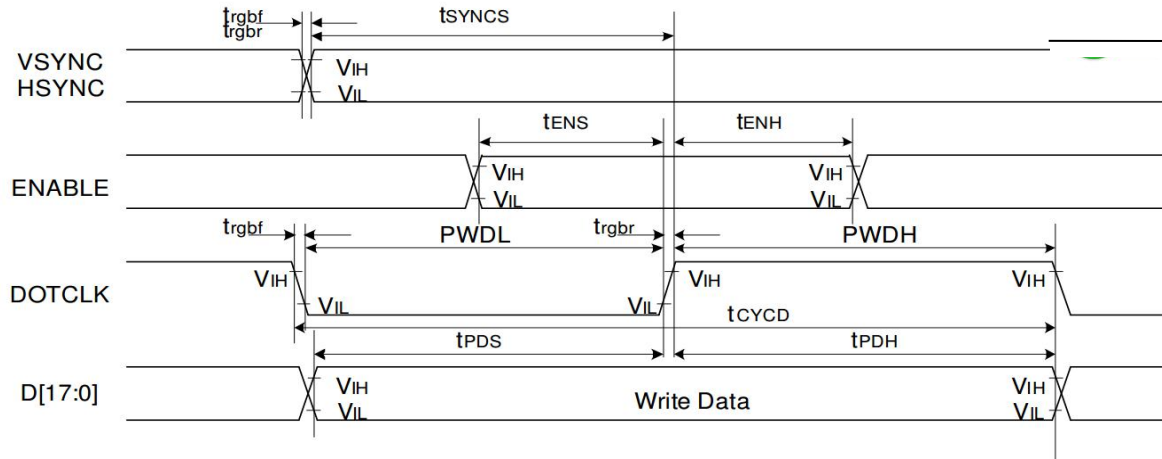 trgbf
trgbr
tSYNCS
VSYNC
HSYNC
VIH
VIL
tENS
tENH
ENABLE
VIH
VIL
VIH
VIL
trgbf
PWDL
trgbr
PWDH
DOTCLK
VIH
VIL
VIL
VIH
VIH
tCYCD
tPDS
tPDH
D[17:0]
VIH
VIL
Write Data
VIH
VIL